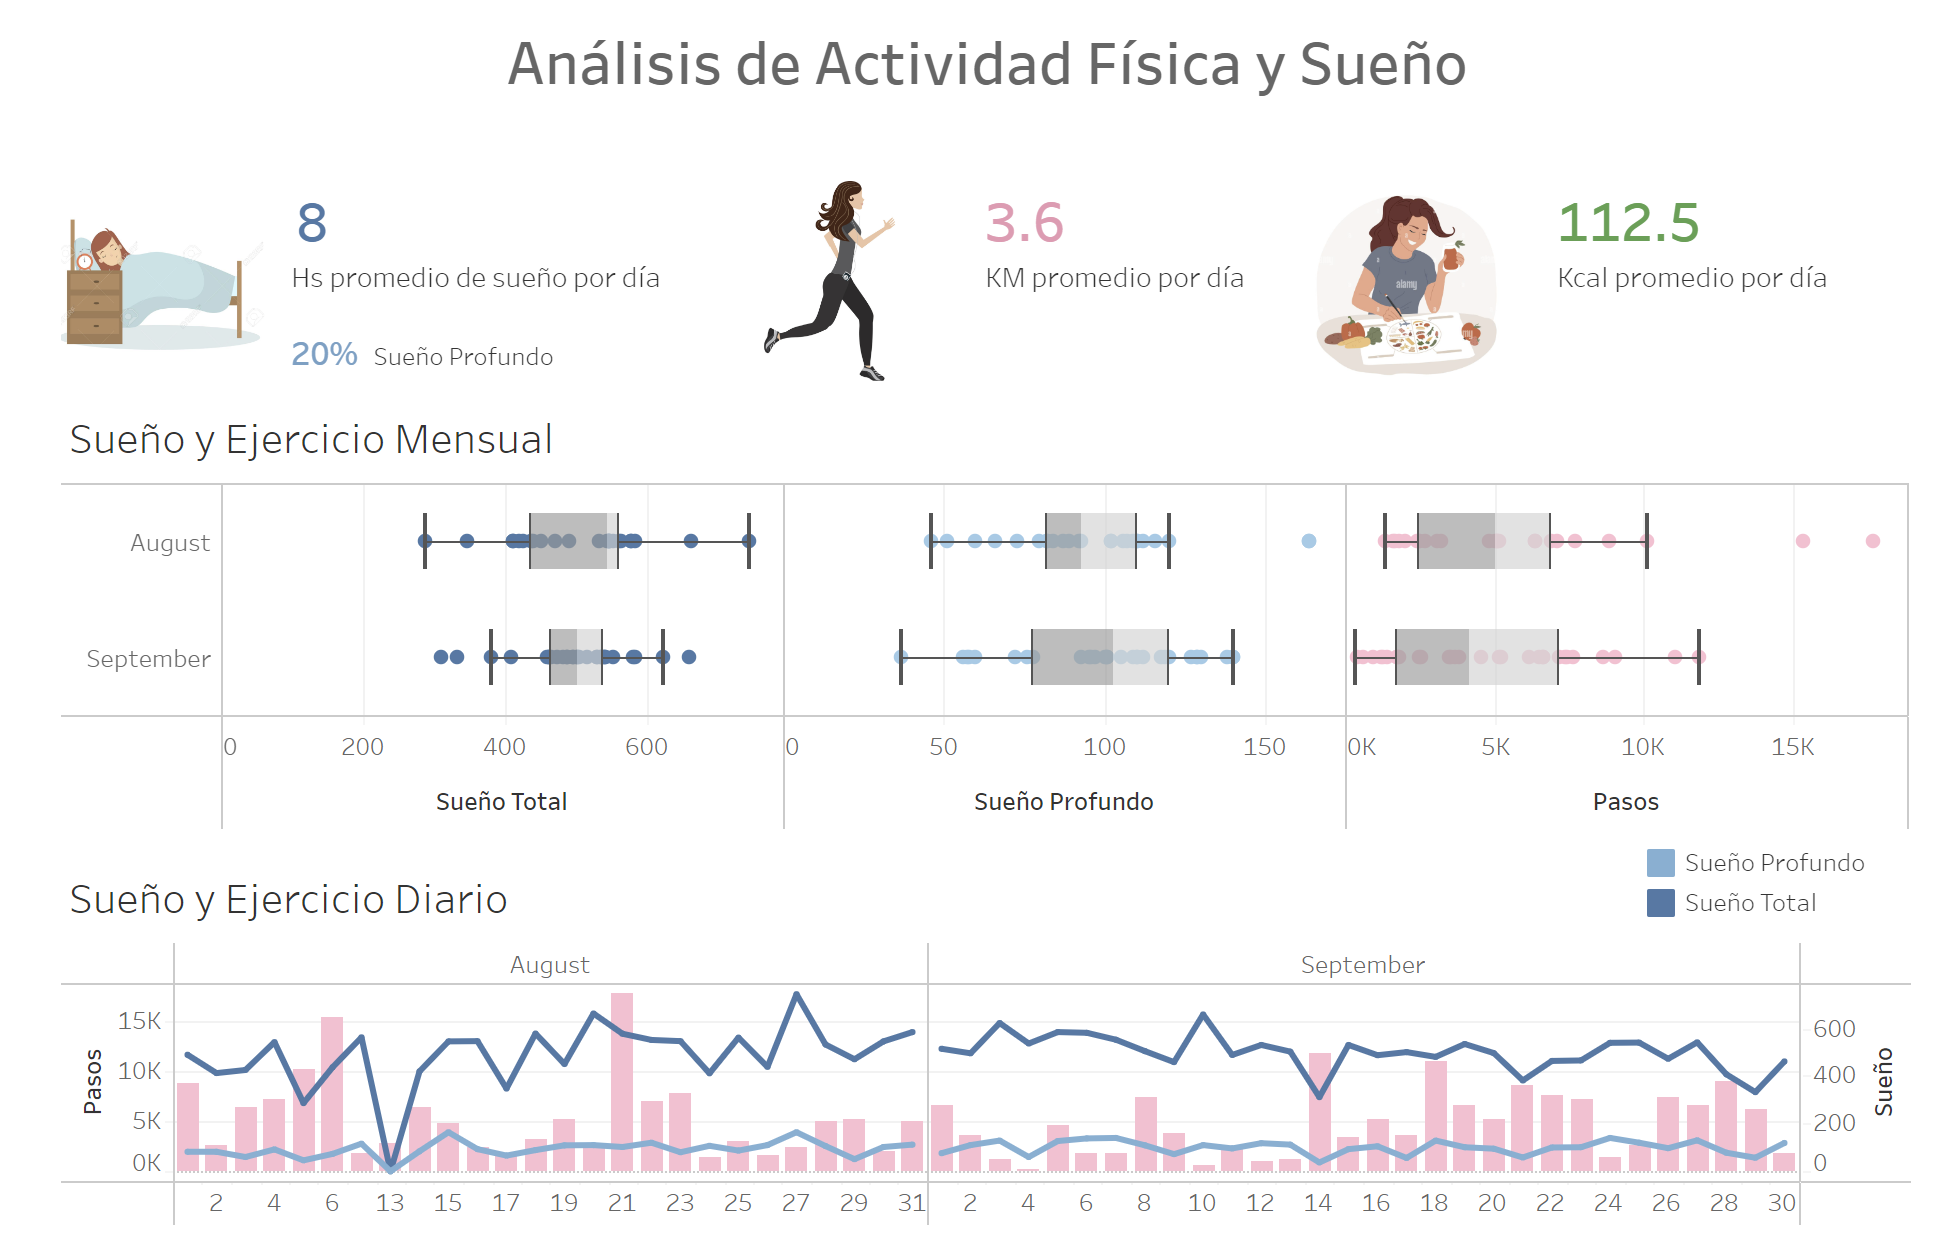 Análisis de Actividad Física y Sueño
8
Hs promedio de sueño por día
20% Sueño Profundo
3.6
KM promedio por día
alamy
112.5
Kcal promedio por día
Sueño y Ejercicio Mensual
August
September
0 200 400 600
Sueño Total
0 50 100 150
Sueño Profundo
0K 5K 10K 15K
Pasos
Sueño Profundo
Sueño Total
Sueño y Ejercicio Diario
August
September
Pasos
15K
10K
5K
0K
600
400
200
0
Sueño
2 4 6 13 15 17 19 21 23 25 27 29 31
2 4 6 8 10 12 14 16 18 20 22 24 26 28 30